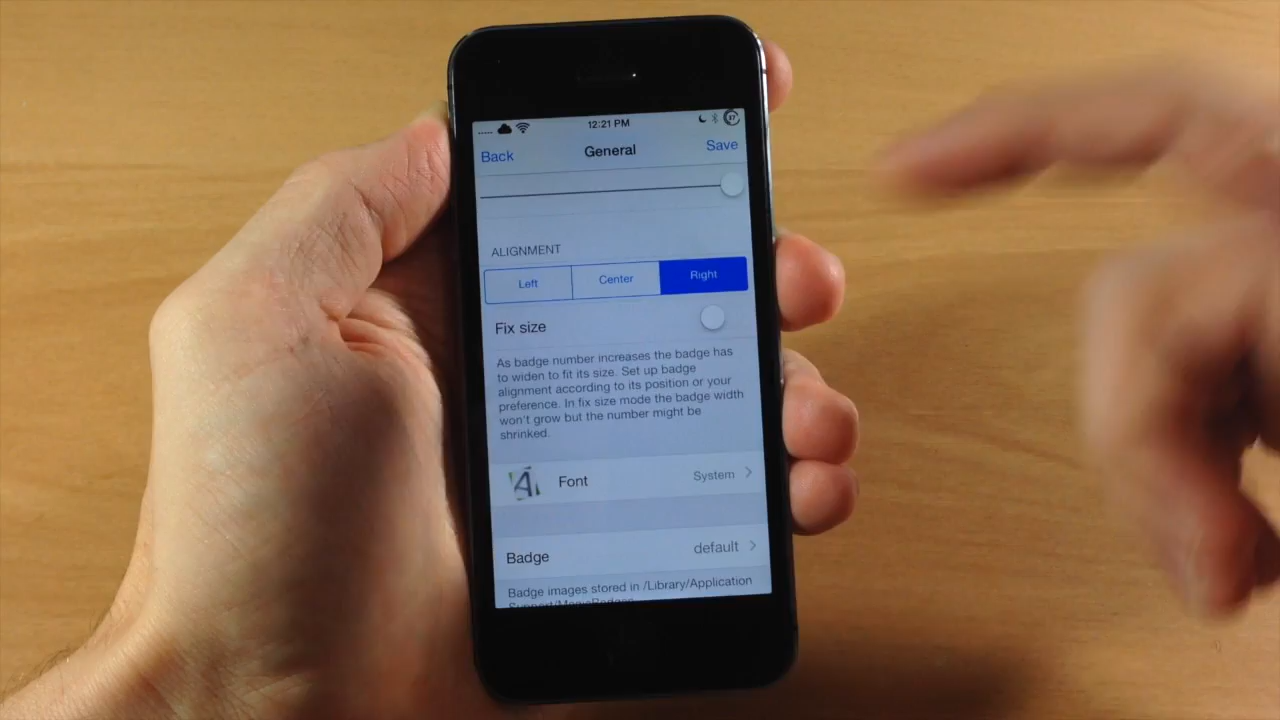 12:21 PM
Back General Save
ALIGNMENT
Left Center Right
Fix size
As badge number increases the badge has
to widen to fit its size. Set up badge
alignment according to its position or your
preference. In fix size mode the badge width
won't grow but the number might be
shrinked.
Font System
Badge default
Badge images stored in /Library/Application